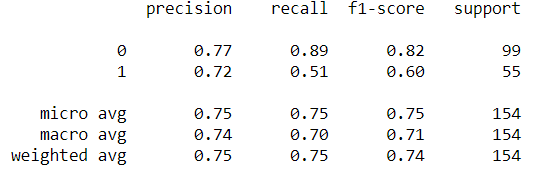 precision recall f1-score support
0 0.77 0.89 0.82 99
1 0.72 0.51 0.60 55
micro avg 0.75 0.75 0.75 154
macro avg 0.74 0.70 0.71 154
weighted avg 0.75 0.75 0.74 154